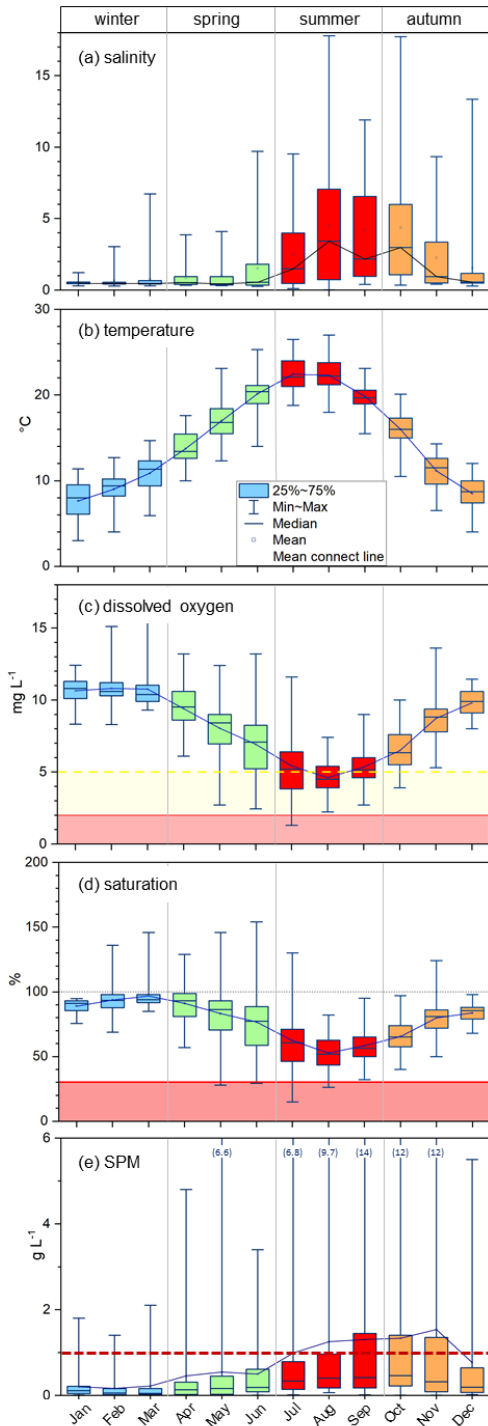 winter spring summer autumn
(a) salinity
15
10
5
0
(b) temperature
30
20
°C
10
0
25%~75%
Min~Max
Median
Mean
Mean connect line
(c) dissolved oxygen
15
mg L-1
10
5
0
(d) saturation
200
150
%
100
50
0
(e) SPM
6
(6.6) (6.8) (9.7) (14) (12) (12)
4
g L-1
2
0
Jan Feb Mar Apr May Jun Jul Aug Sep Oct Nov Dec